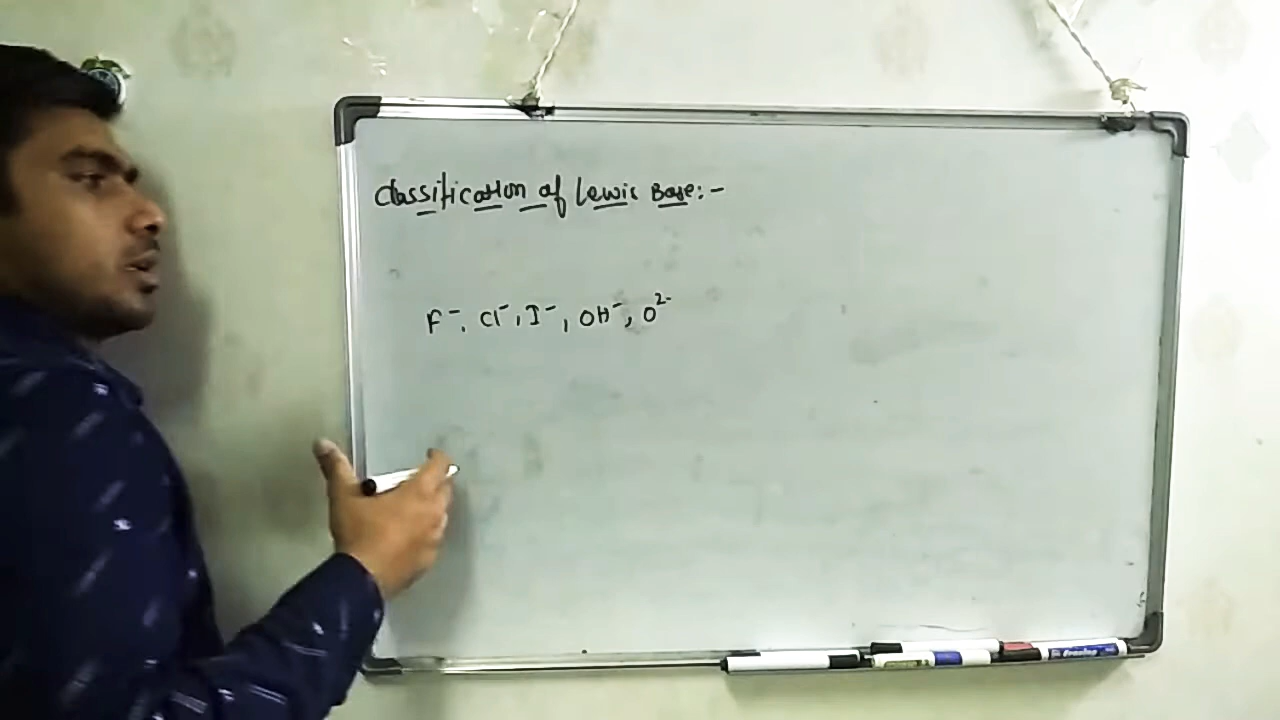 Classification of Lewis Base:-
F⁻, Cl⁻, I⁻, OH⁻, O²⁻